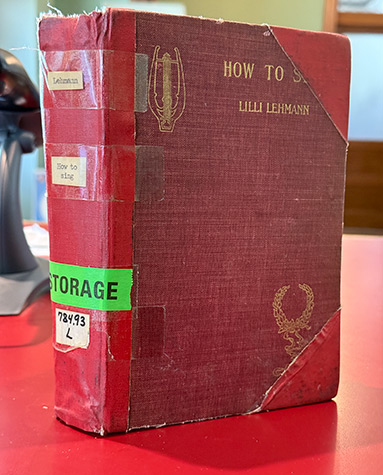 Lehmann
How to
sing
STORAGE
784.93
L
HOW TO S
LILLI LEHMANN